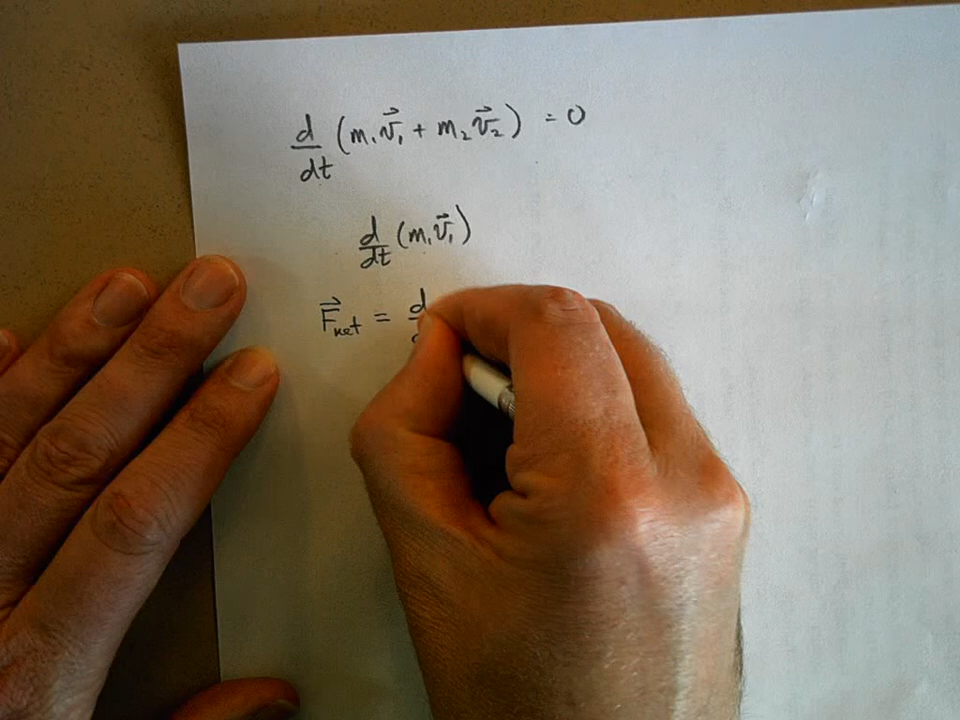 d/dt (m₁v⃗₁ + m₂v⃗₂) = 0
d/dt (m₁v⃗₁)
F⃗net = d